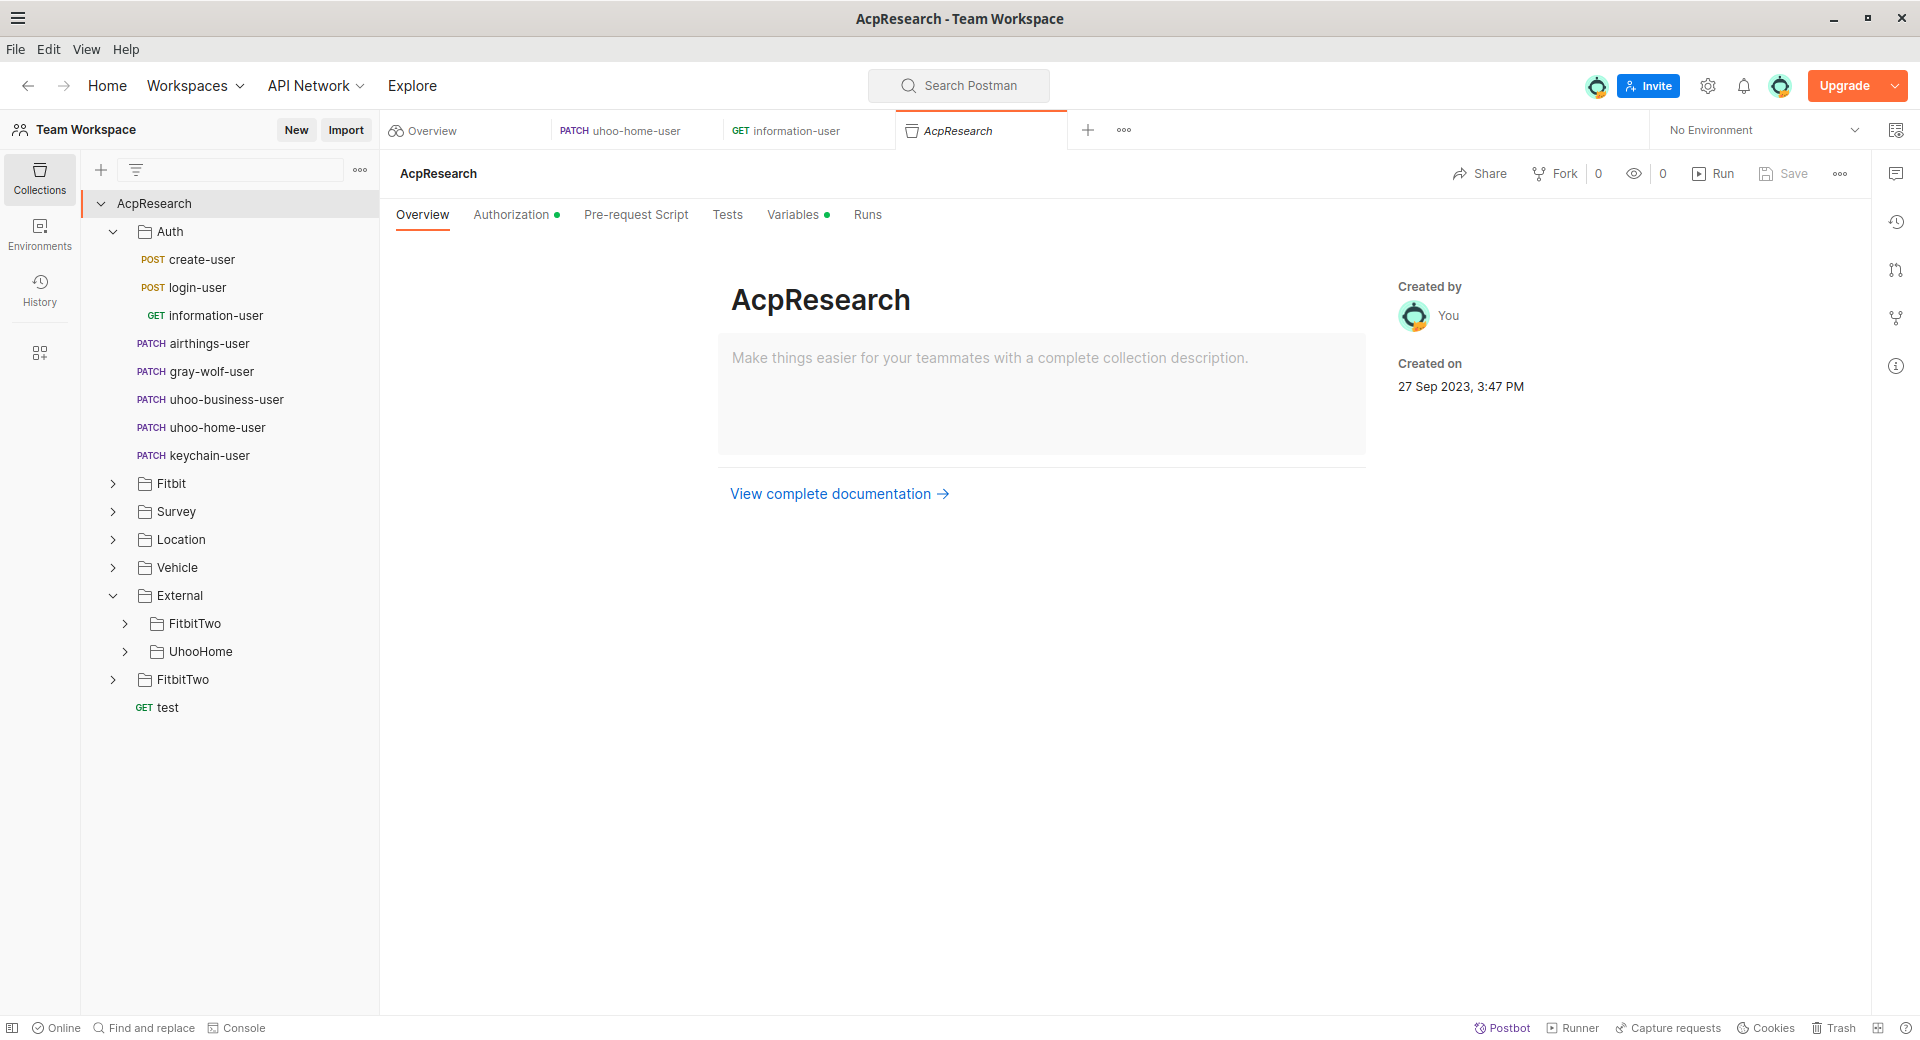 AcpResearch - Team Workspace
File Edit View Help
Home Workspaces API Network Explore Search Postman Invite Upgrade
Team Workspace New Import
Overview PATCH uhoo-home-user GET information-user AcpResearch No Environment
Collections
Environments
History
AcpResearch
Auth
POST create-user
POST login-user
GET information-user
PATCH airthings-user
PATCH gray-wolf-user
PATCH uhoo-business-user
PATCH uhoo-home-user
PATCH keychain-user
Fitbit
Survey
Location
Vehicle
External
FitbitTwo
UhooHome
FitbitTwo
GET test
AcpResearch Share Fork 0 0 Run Save
Overview Authorization Pre-request Script Tests Variables Runs
AcpResearch
Make things easier for your teammates with a complete collection description.
View complete documentation
Created by
You
Created on
27 Sep 2023, 3:47 PM
Online Find and replace Console Postbot Runner Capture requests Cookies Trash